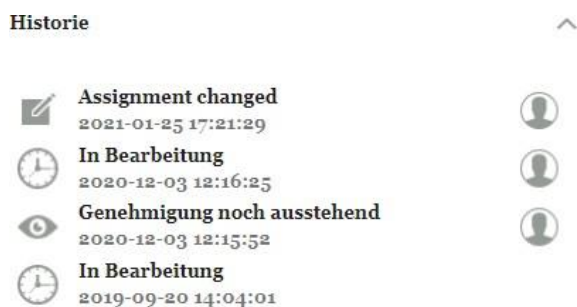 Historie
Assignment changed
2021-01-25 17:21:29
In Bearbeitung
2020-12-03 12:16:25
Genehmigung noch ausstehend
2020-12-03 12:15:52
In Bearbeitung
2019-09-20 14:04:01